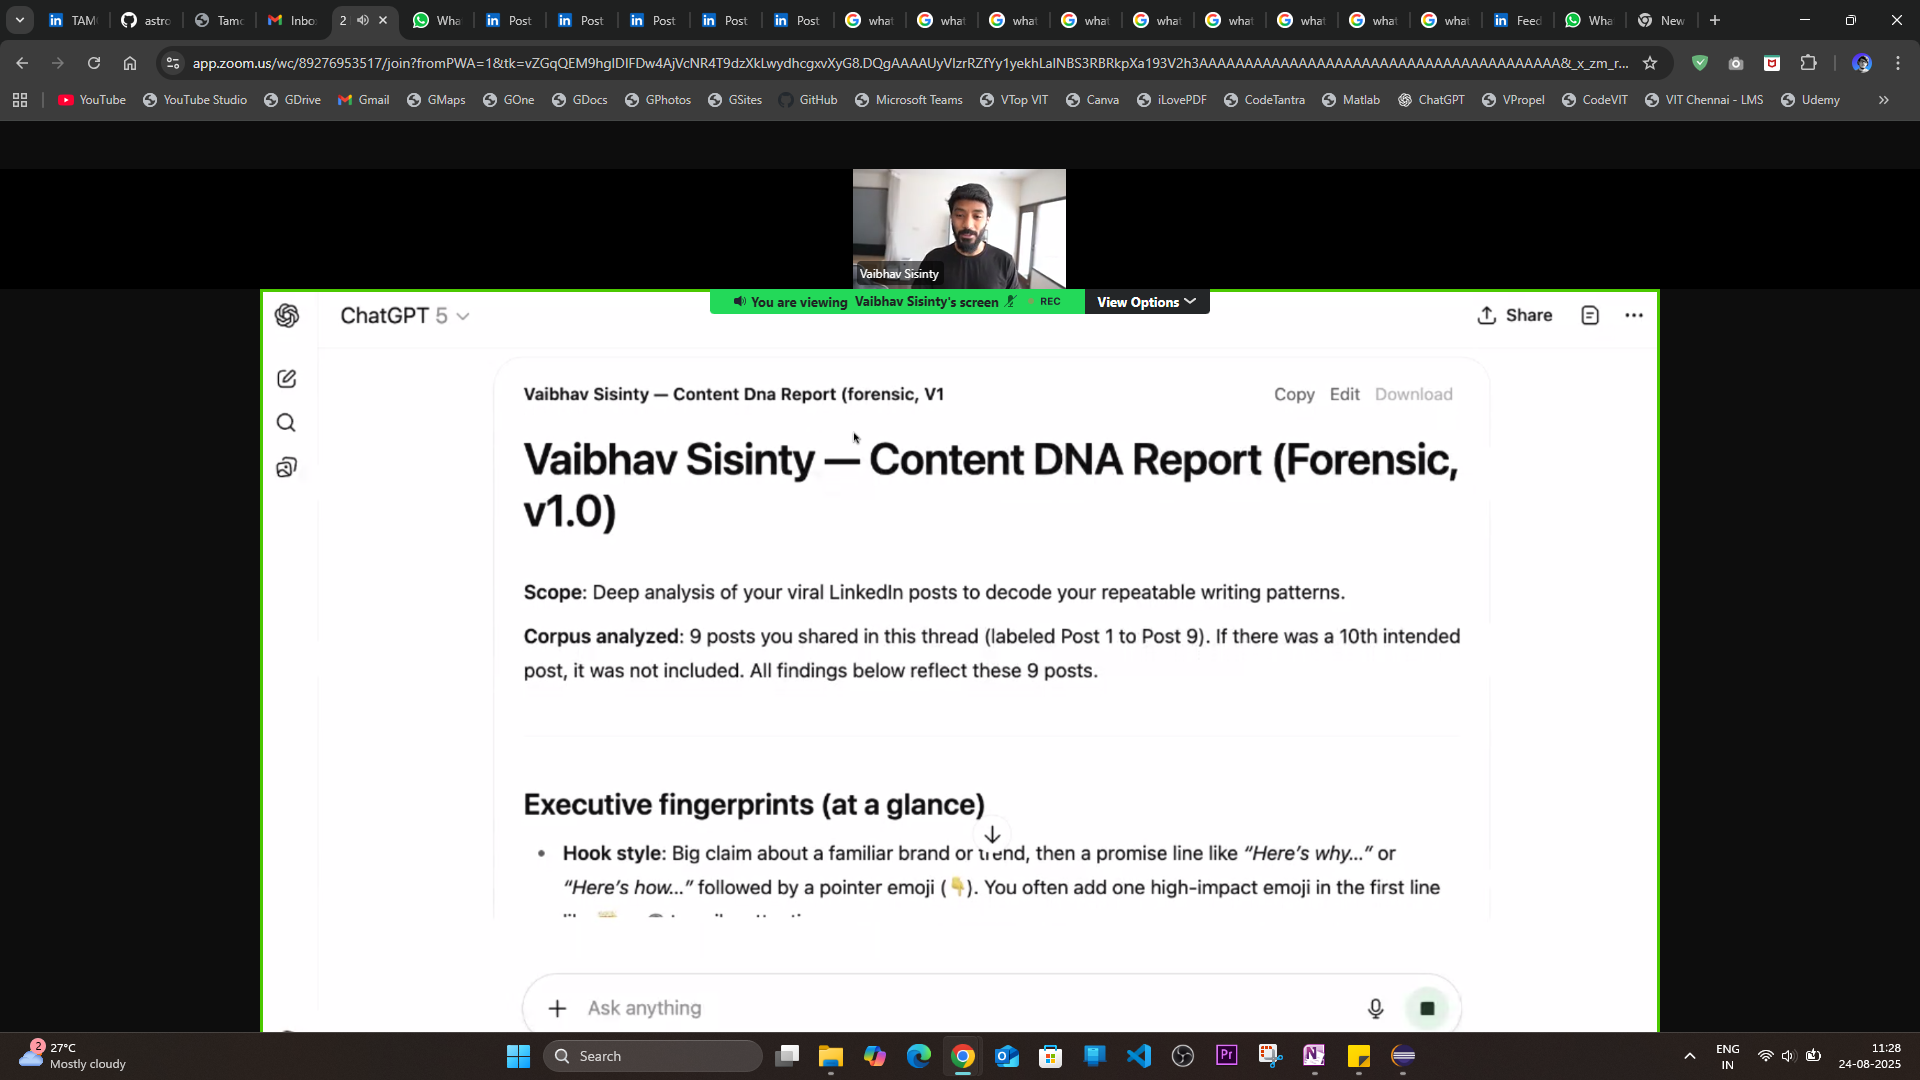 TAM
astro
Tamo
Inbo
2
Wha
Post
Post
Post
Post
Post
what
what
what
what
what
what
what
what
what
Feed
Wha
New
app.zoom.us/wc/89276953517/join?fromPWA=1&tk=
YouTube
YouTube Studio
GDrive
Gmail
GMaps
GOne
GDocs
GPhotos
GSites
GitHub
Microsoft Teams
VTop VIT
Canva
iLovePDF
CodeTantra
Matlab
ChatGPT
VPropel
CodeVIT
VIT Chennai - LMS
Udemy
Vaibhav Sisinty
You are viewing Vaibhav Sisinty's screen
REC
View Options
ChatGPT 5
Share
Vaibhav Sisinty — Content Dna Report (forensic, V1
Copy
Edit
Download
Vaibhav Sisinty — Content DNA Report (Forensic,
v1.0)
Scope: Deep analysis of your viral LinkedIn posts to decode your repeatable writing patterns.
Corpus analyzed: 9 posts you shared in this thread (labeled Post 1 to Post 9). If there was a 10th intended
post, it was not included. All findings below reflect these 9 posts.
Executive fingerprints (at a glance)
• Hook style: Big claim about a familiar brand or trend, then a promise line like “Here’s why...” or
“Here’s how...” followed by a pointer emoji (👇). You often add one high-impact emoji in the first line
Ask anything
2
27°C
Mostly cloudy
Search
Pr
ENG
IN
11:28
24-08-2025